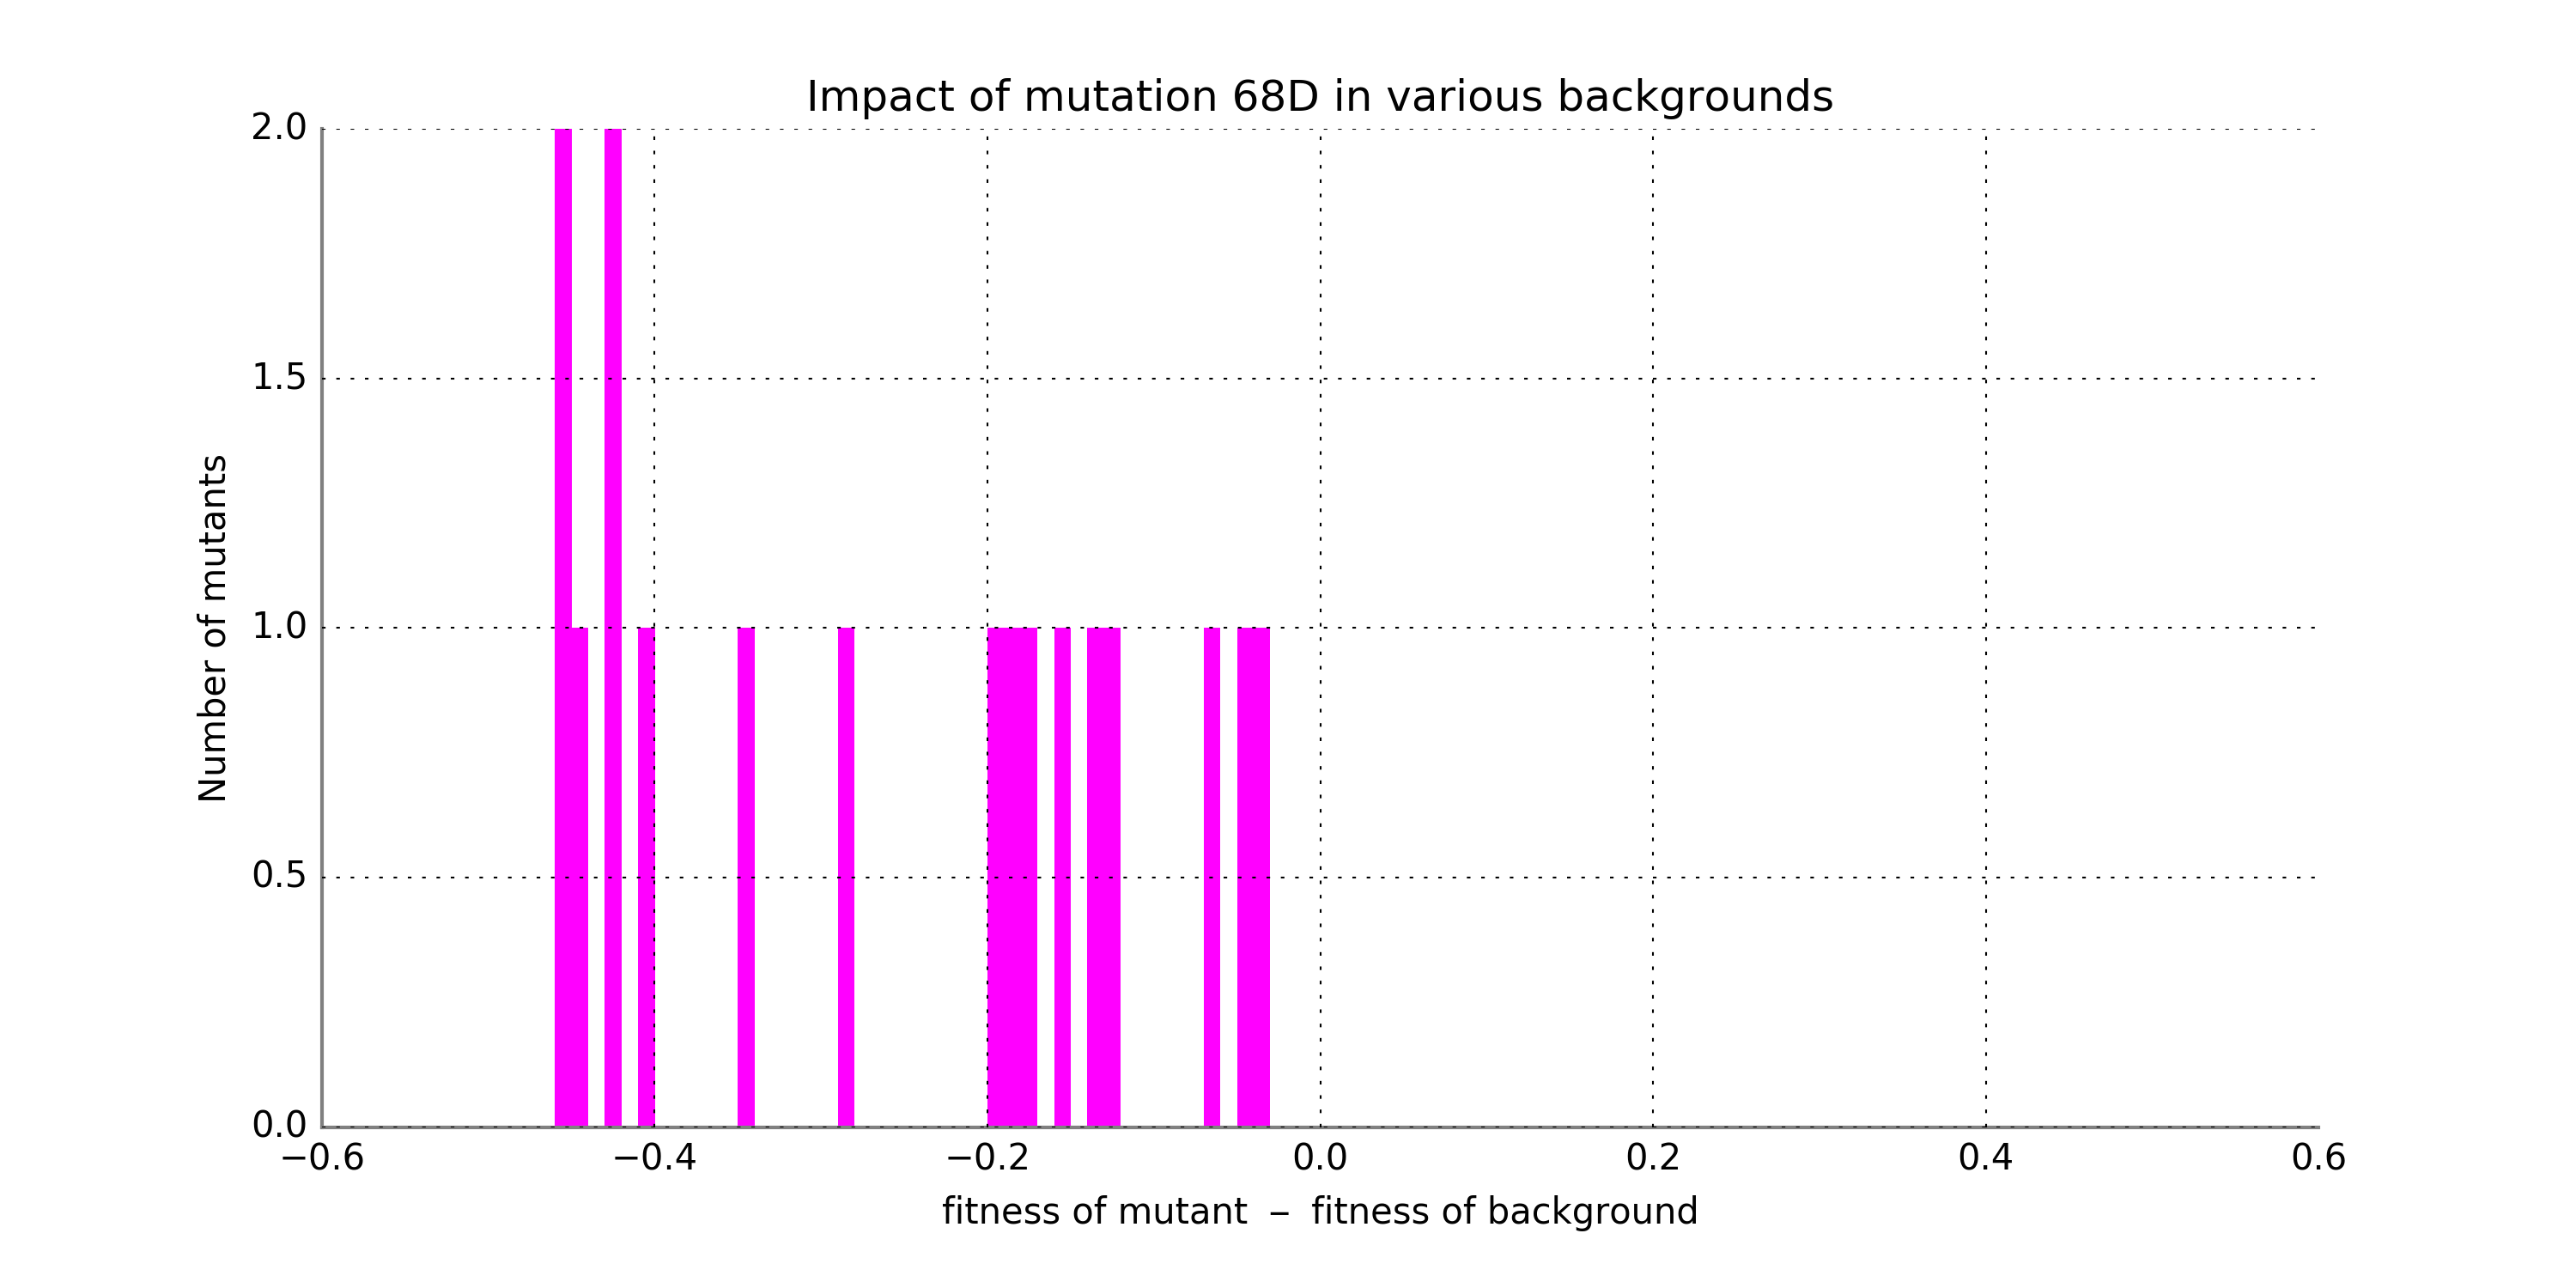 Impact of mutation 68D in various backgrounds
2.0
1.5
1.0
0.5
0.0
Number of mutants
−0.6 −0.4 −0.2 0.0 0.2 0.4 0.6
fitness of mutant − fitness of background